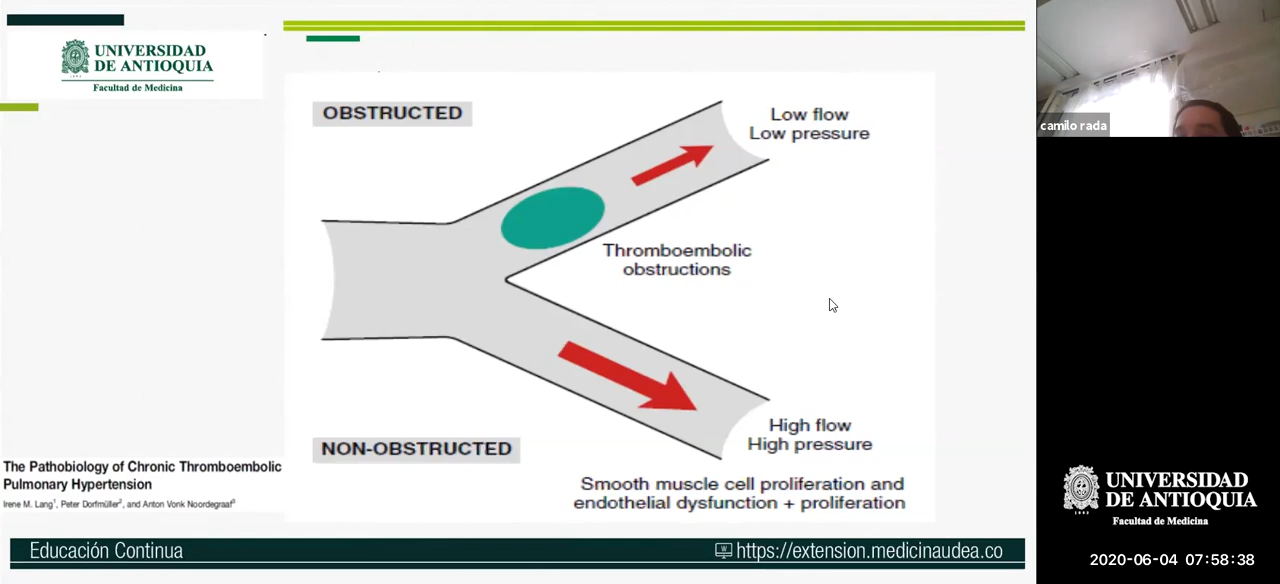 UNIVERSIDAD
DE ANTIOQUIA
Facultad de Medicina
OBSTRUCTED
Low flow
Low pressure
Thromboembolic
obstructions
High flow
High pressure
NON-OBSTRUCTED
Smooth muscle cell proliferation and
endothelial dysfunction + proliferation
The Pathobiology of Chronic Thromboembolic
Pulmonary Hypertension
Irene M. Lang1, Peter Dorfmüller2, and Anton Vonk Noordegraaf3
Educación Continua
https://extension.medicinaudea.co
camilo rada
UNIVERSIDAD
DE ANTIOQUIA
Facultad de Medicina
2020-06-04 07:58:38